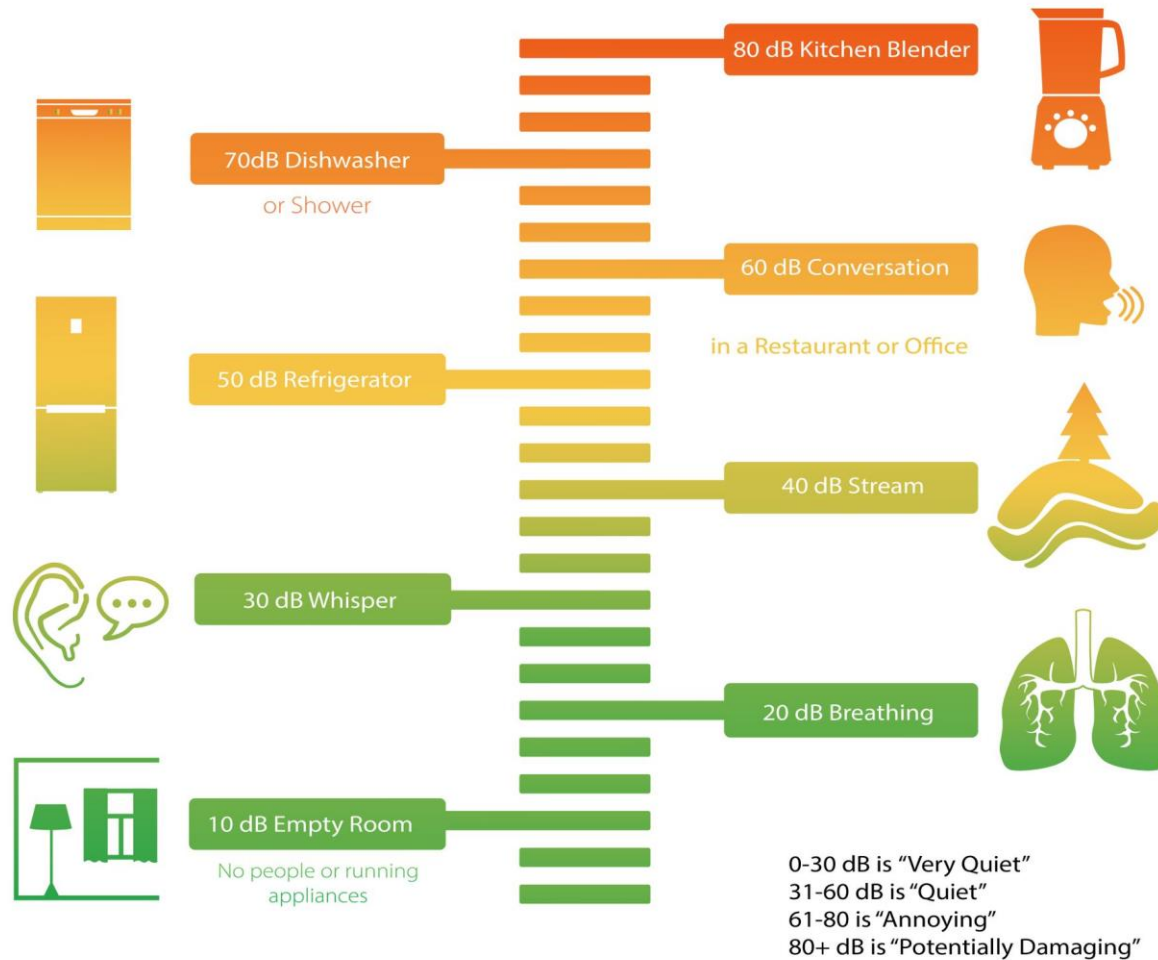 80 dB Kitchen Blender
70dB Dishwasher
or Shower
60 dB Conversation
in a Restaurant or Office
50 dB Refrigerator
40 dB Stream
30 dB Whisper
20 dB Breathing
10 dB Empty Room
No people or running
appliances
0-30 dB is “Very Quiet”
31-60 dB is “Quiet”
61-80 is “Annoying”
80+ dB is “Potentially Damaging”